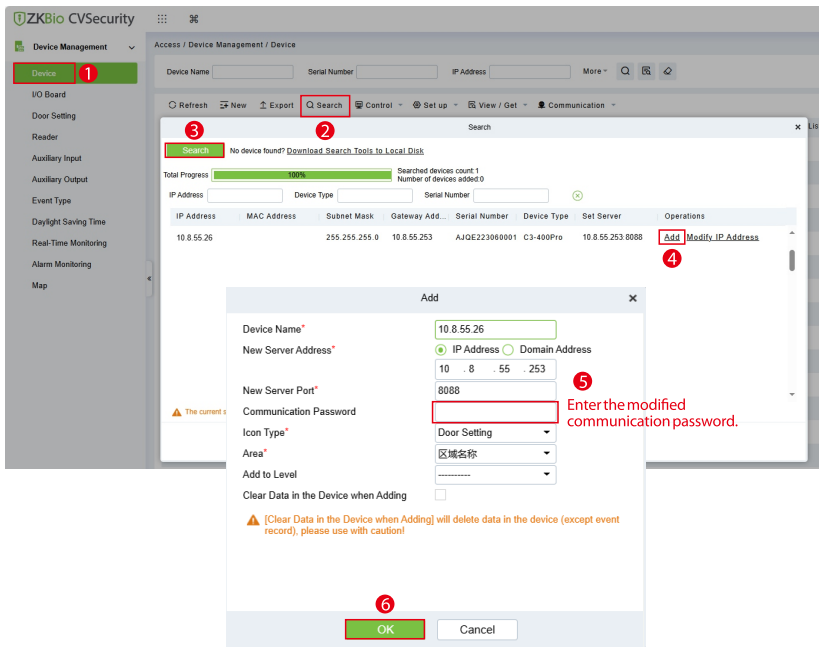 ZKBio CVSecurity
Device Management
Access / Device Management / Device
Device 1
Device Name Serial Number IP Address More
I/O Board
Refresh New Export Search Control Set up View / Get Communication
Door Setting
2
Reader
3 Search × Lis
Search No device found? Download Search Tools to Local Disk
Auxiliary Input
Total Progress 100% Searched devices count:1
Number of devices added:0
Auxiliary Output
IP Address Device Type Serial Number
Event Type
IP Address MAC Address Subnet Mask Gateway Add... Serial Number Device Type Set Server Operations
Daylight Saving Time
10.8.55.26 255.255.255.0 10.8.55.253 AJQE223060001 C3-400Pro 10.8.55.253:8088 Add Modify IP Address
Real-Time Monitoring
4
Alarm Monitoring
Map
Add ×
Device Name* 10.8.55.26
New Server Address* IP Address Domain Address
10 . 8 . 55 . 253
5
New Server Port* 8088
Enter the modified
communication password.
The current s
Communication Password
Icon Type* Door Setting
Area* 区域名称
Add to Level ----------
Clear Data in the Device when Adding
[Clear Data in the Device when Adding] will delete data in the device (except event
record), please use with caution!
6
OK Cancel